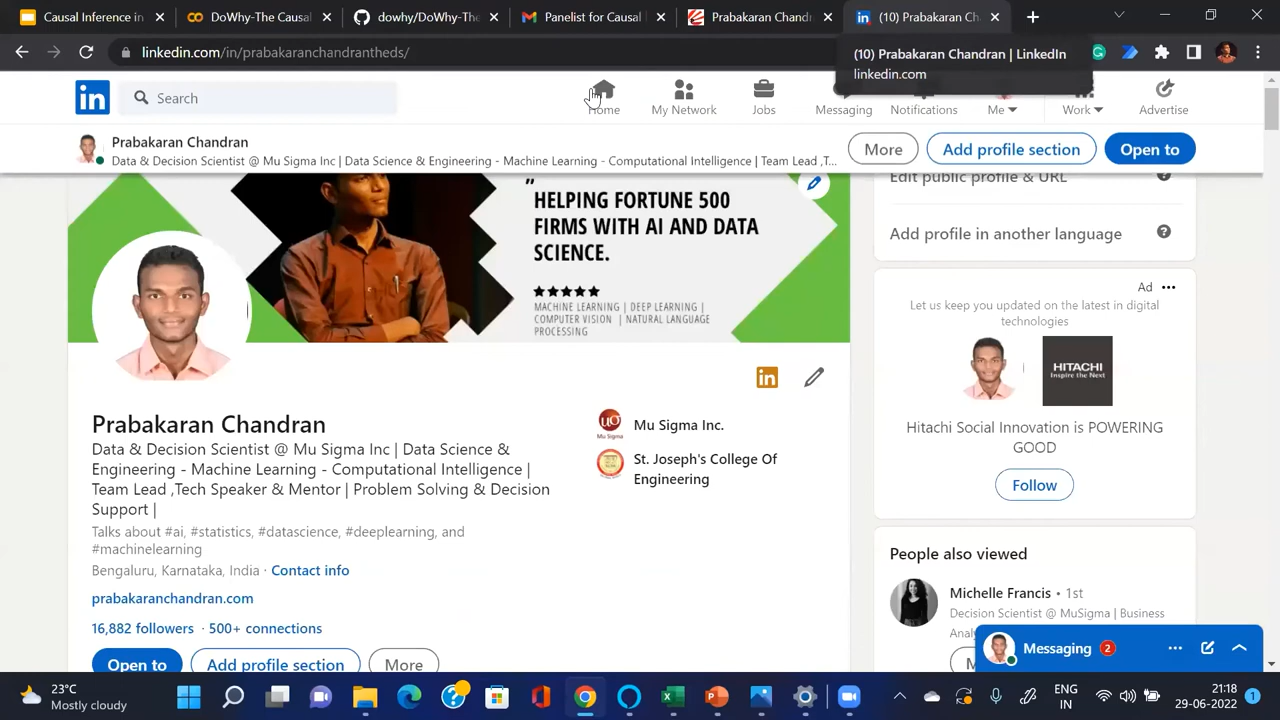 Causal Inference in
DoWhy-The Causal
dowhy/DoWhy-The
Panelist for Causal
Prabakaran Chandr
(10) Prabakaran Chan
linkedin.com/in/prabakaranchandrantheds/
(10) Prabakaran Chandran | LinkedIn
linkedin.com
in
Search
Home
My Network
Jobs
Messaging
Notifications
Me
Work
Advertise
Prabakaran Chandran
Data & Decision Scientist @ Mu Sigma Inc | Data Science & Engineering - Machine Learning - Computational Intelligence | Team Lead ,T...
More
Add profile section
Open to
"
HELPING FORTUNE 500
FIRMS WITH AI AND DATA
SCIENCE.
MACHINE LEARNING | DEEP LEARNING |
COMPUTER VISION | NATURAL LANGUAGE
PROCESSING
Edit public profile & URL
Add profile in another language
Ad
Let us keep you updated on the latest in digital
technologies
HITACHI
Inspire the Next
Hitachi Social Innovation is POWERING
GOOD
Follow
in
Prabakaran Chandran
Data & Decision Scientist @ Mu Sigma Inc | Data Science &
Engineering - Machine Learning - Computational Intelligence |
Team Lead ,Tech Speaker & Mentor | Problem Solving & Decision
Support |
Talks about #ai, #statistics, #datascience, #deeplearning, and
#machinelearning
Bengaluru, Karnataka, India · Contact info
prabakaranchandran.com
16,882 followers · 500+ connections
Open to
Add profile section
More
Mu Sigma
Mu Sigma Inc.
St. Joseph's College Of
Engineering
People also viewed
Michelle Francis • 1st
Decision Scientist @ MuSigma | Business
Messaging
2
23°C
Mostly cloudy
ENG
IN
21:18
29-06-2022
1